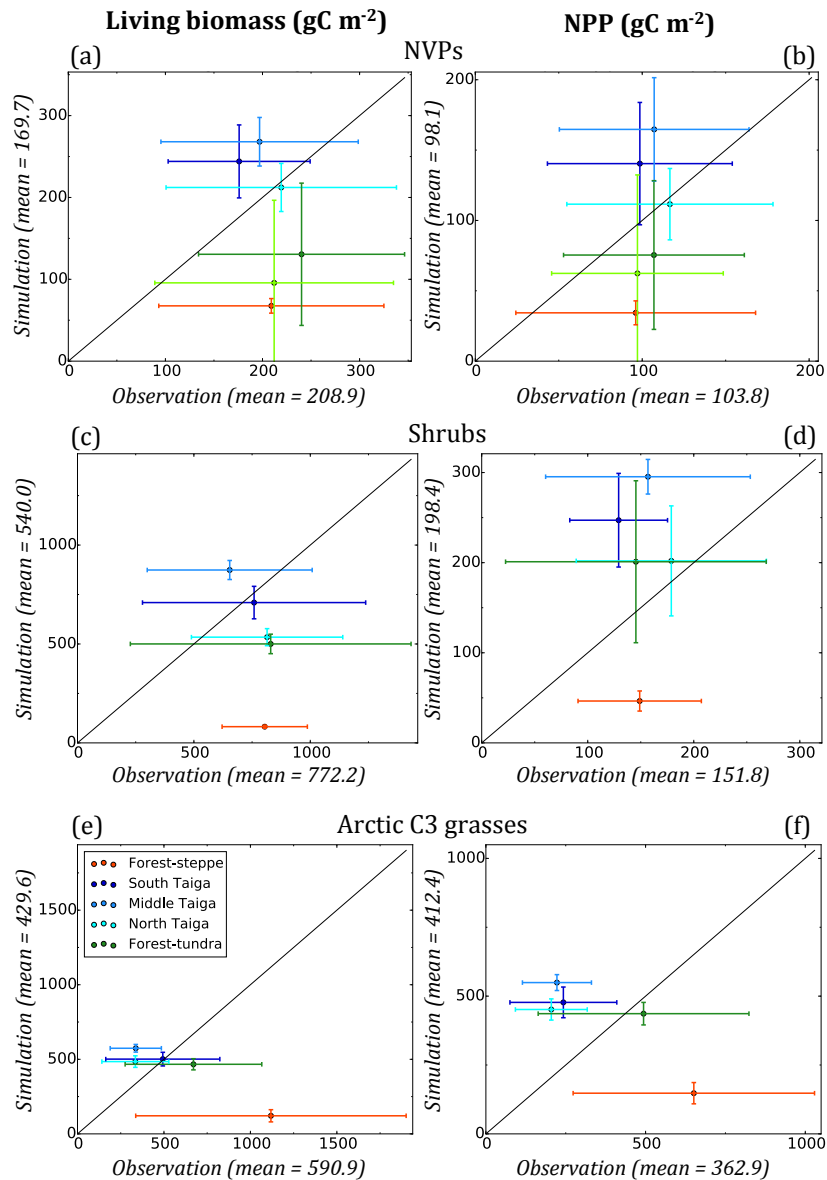 Living biomass (gC m⁻²) NPP (gC m⁻²)
(a) NVPs (b)
Simulation (mean = 169.7)
300
200
100
0
0 100 200 300
Observation (mean = 208.9)
Simulation (mean = 98.1)
200
100
0
0 100 200
Observation (mean = 103.8)
(c) Shrubs (d)
Simulation (mean = 540.0)
1000
500
0
0 500 1000
Observation (mean = 772.2)
Simulation (mean = 198.4)
300
200
100
0
0 100 200 300
Observation (mean = 151.8)
(e) Arctic C3 grasses (f)
Simulation (mean = 429.6)
1500
1000
500
0
Forest-steppe
South Taiga
Middle Taiga
North Taiga
Forest-tundra
0 500 1000 1500
Observation (mean = 590.9)
Simulation (mean = 412.4)
1000
500
0
0 500 1000
Observation (mean = 362.9)